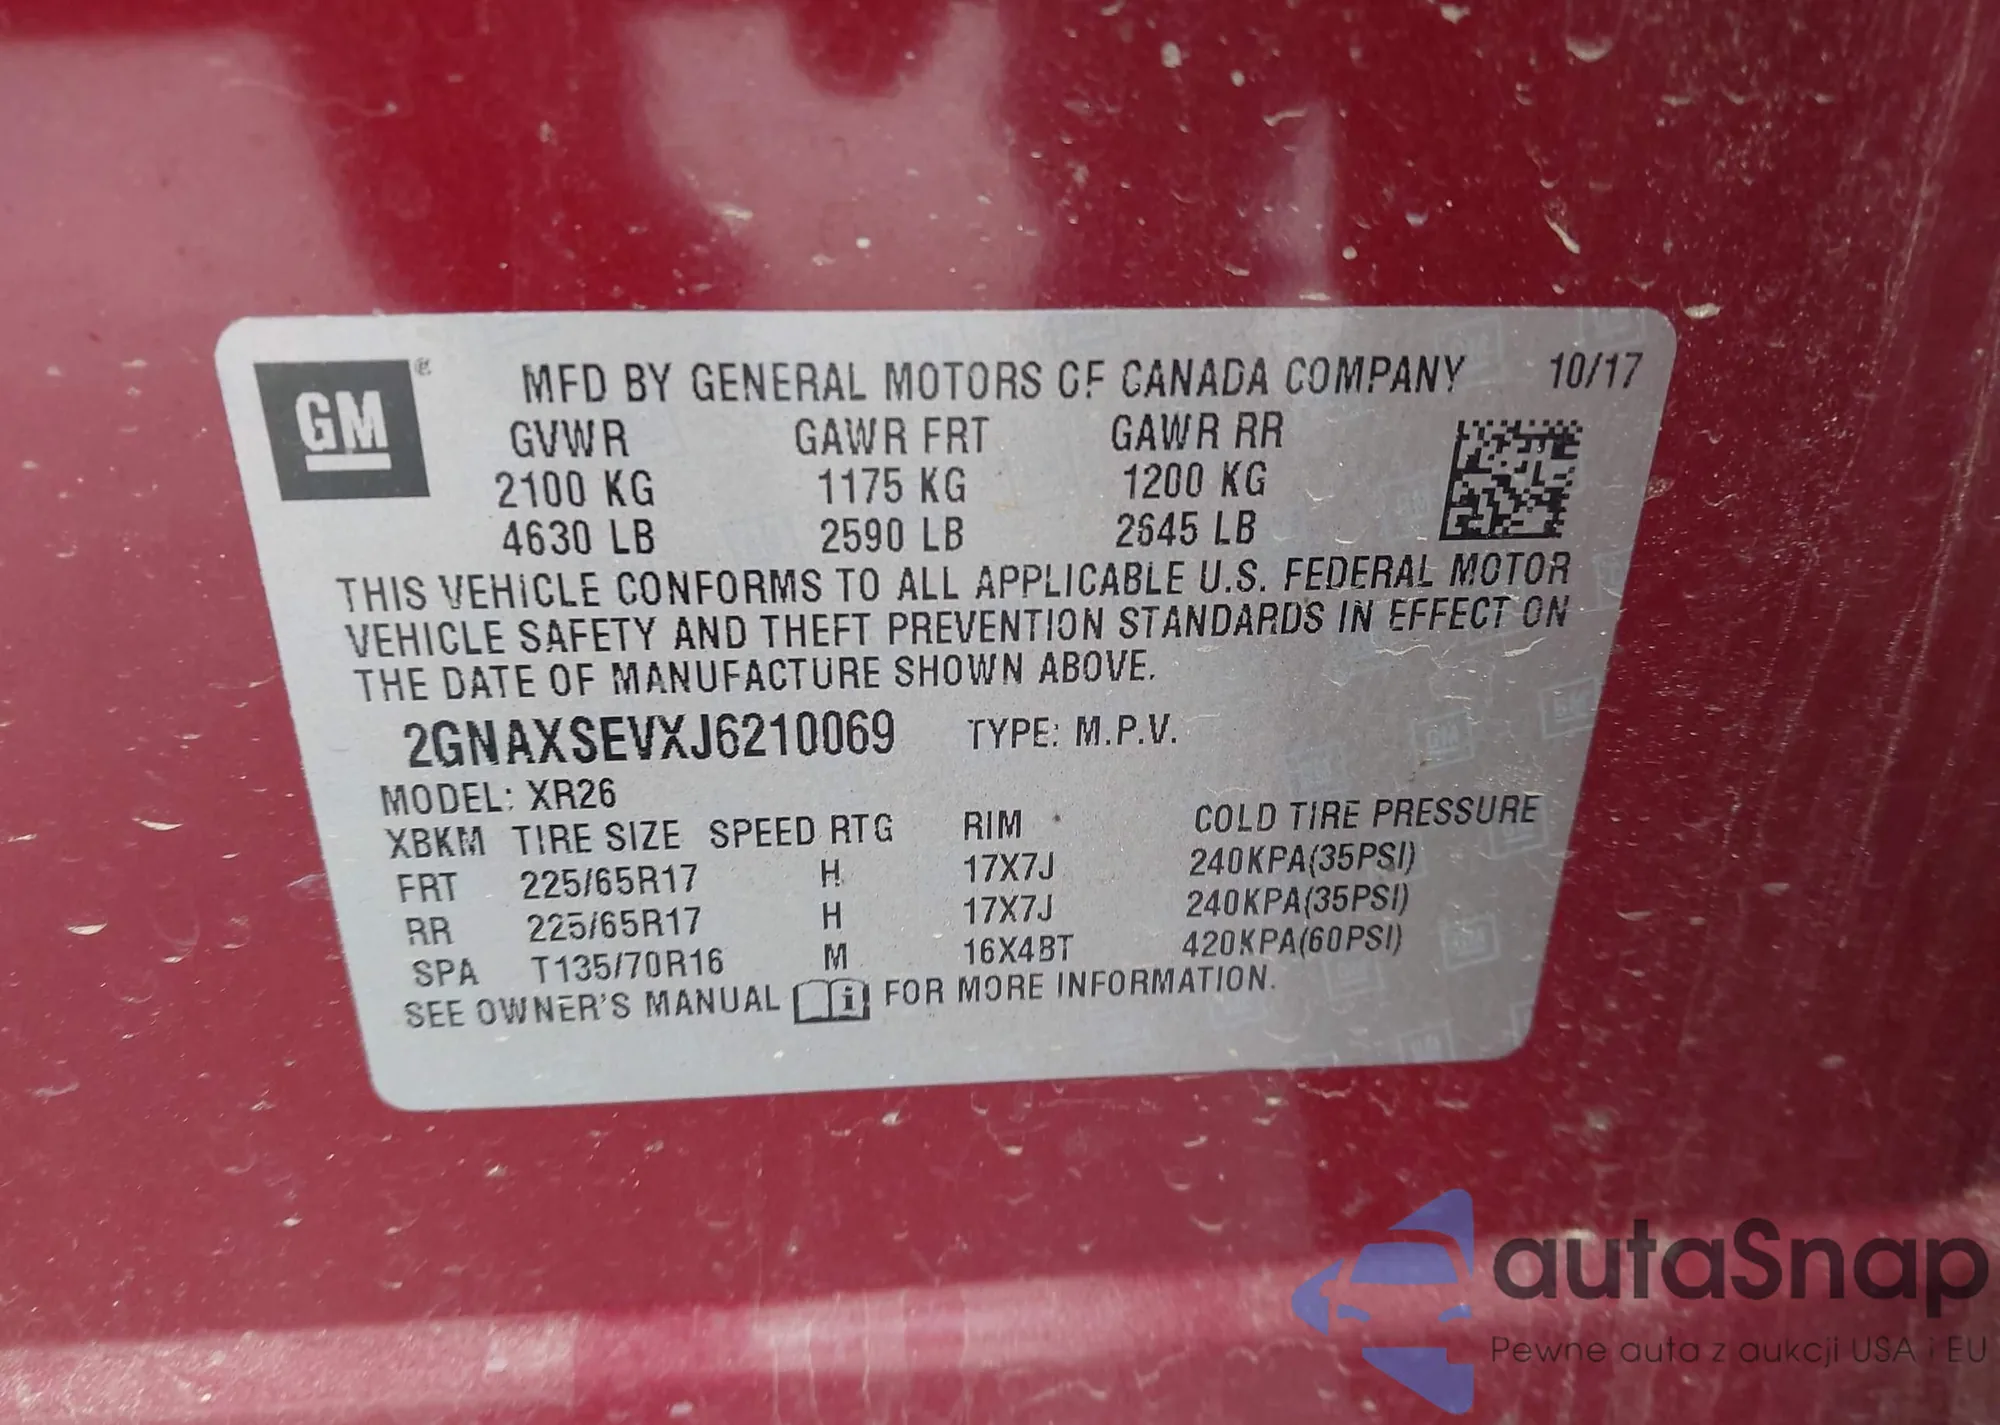 GM ®
MFD BY GENERAL MOTORS OF CANADA COMPANY 10/17
GVWR GAWR FRT GAWR RR
2100 KG 1175 KG 1200 KG
4630 LB 2590 LB 2645 LB
THIS VEHICLE CONFORMS TO ALL APPLICABLE U.S. FEDERAL MOTOR
VEHICLE SAFETY AND THEFT PREVENTION STANDARDS IN EFFECT ON
THE DATE OF MANUFACTURE SHOWN ABOVE.
2GNAXSEVXJ6210069 TYPE: M.P.V.
MODEL: XR26
XBKM TIRE SIZE SPEED RTG RIM COLD TIRE PRESSURE
FRT 225/65R17 H 17X7J 240KPA(35PSI)
RR 225/65R17 H 17X7J 240KPA(35PSI)
SPA T135/70R16 M 16X4BT 420KPA(60PSI)
SEE OWNER'S MANUAL i FOR MORE INFORMATION.
autaSnap
Pewne auta z aukcji USA i EU